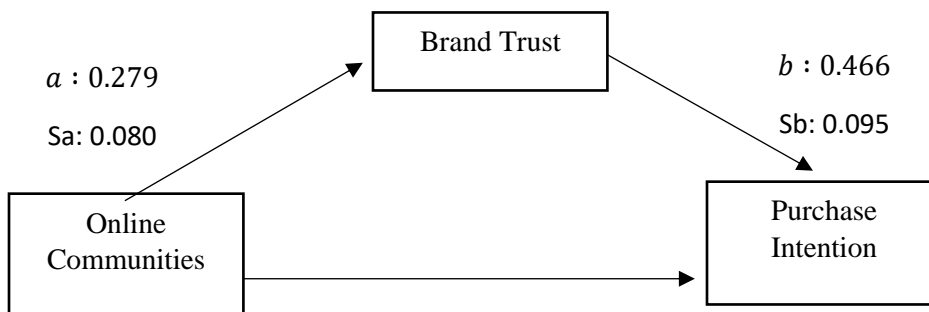 Brand Trust
𝑎 ∶ 0.279
Sa: 0.080
𝑏 ∶ 0.466
Sb: 0.095
Online
Communities
Purchase
Intention